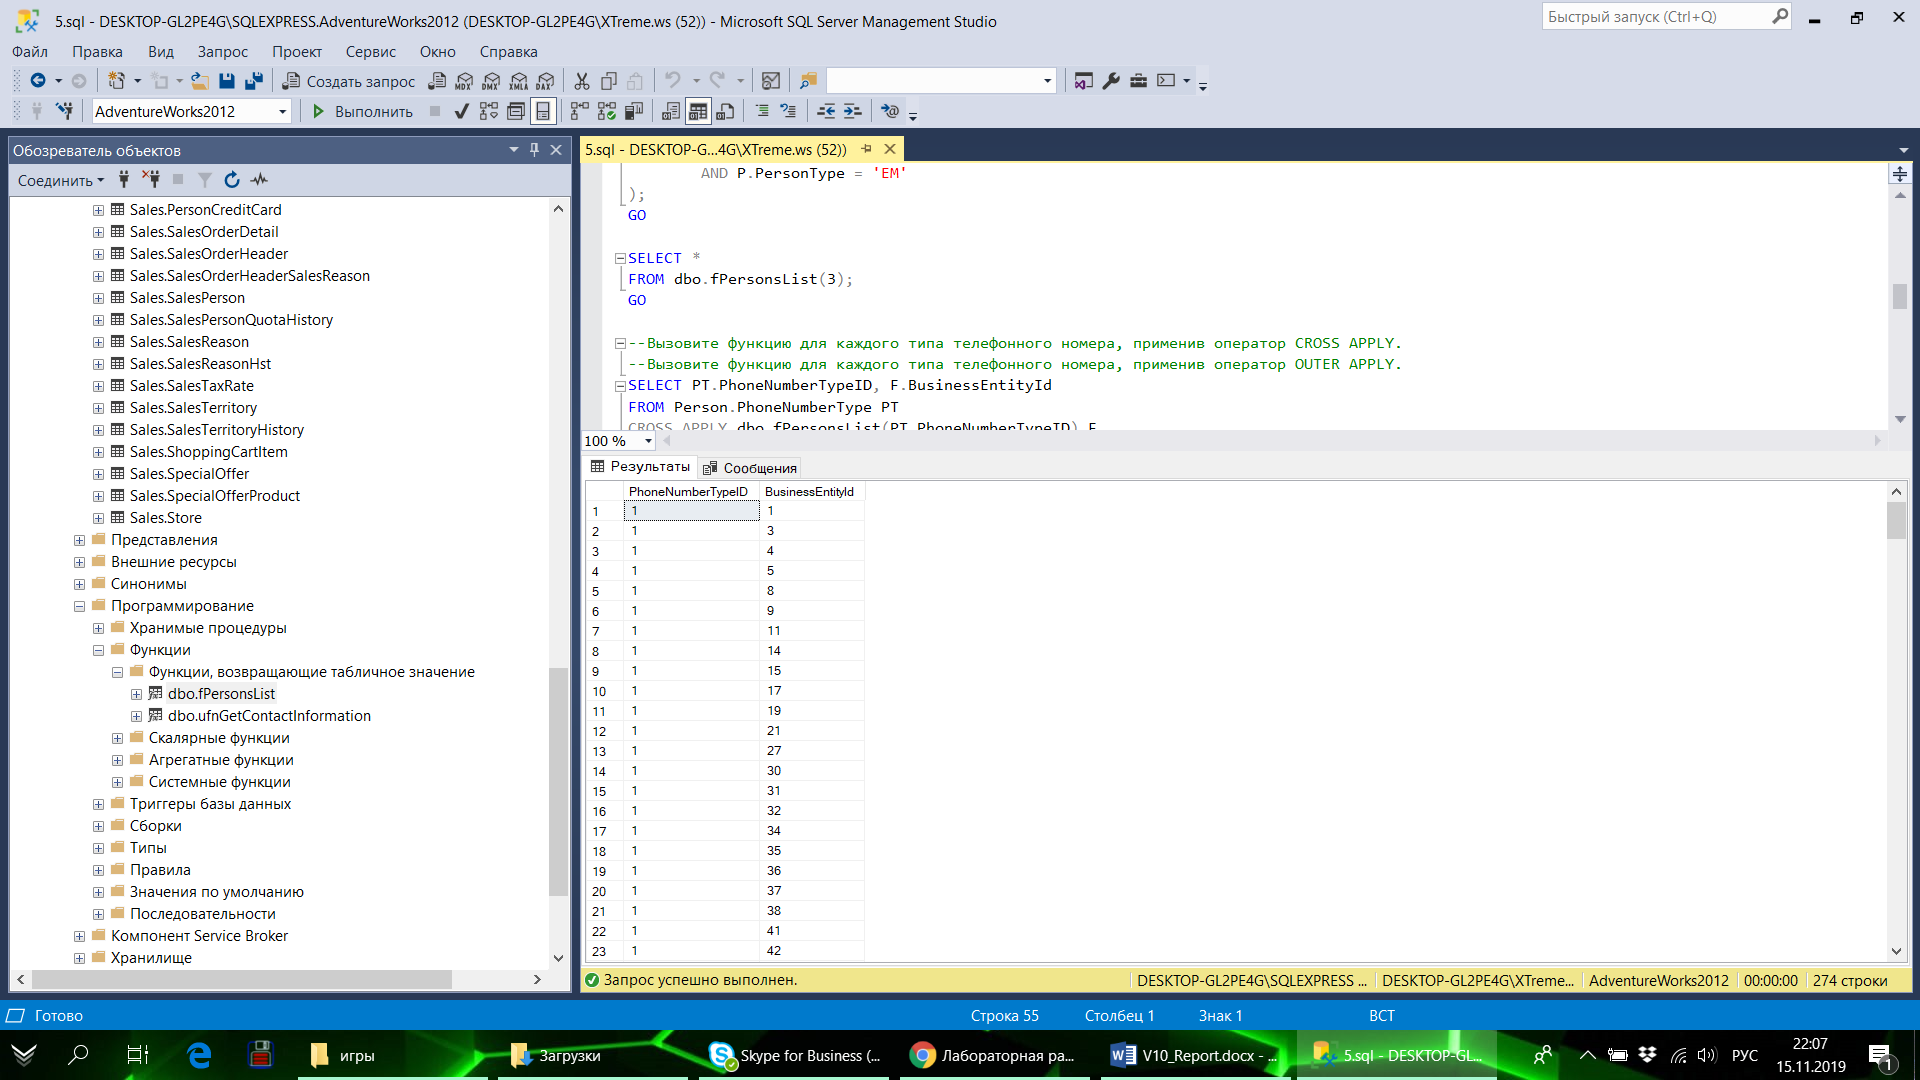 5.sql - DESKTOP-GL2PE4G\SQLEXPRESS.AdventureWorks2012 (DESKTOP-GL2PE4G\XTreme.ws (52)) - Microsoft SQL Server Management Studio
Быстрый запуск (Ctrl+Q)
Файл Правка Вид Запрос Проект Сервис Окно Справка
Создать запрос
AdventureWorks2012 Выполнить
Обозреватель объектов
Соединить
Sales.PersonCreditCard
Sales.SalesOrderDetail
Sales.SalesOrderHeader
Sales.SalesOrderHeaderSalesReason
Sales.SalesPerson
Sales.SalesPersonQuotaHistory
Sales.SalesReason
Sales.SalesReasonHst
Sales.SalesTaxRate
Sales.SalesTerritory
Sales.SalesTerritoryHistory
Sales.ShoppingCartItem
Sales.SpecialOffer
Sales.SpecialOfferProduct
Sales.Store
Представления
Внешние ресурсы
Синонимы
Программирование
Хранимые процедуры
Функции
Функции, возвращающие табличное значение
dbo.fPersonsList
dbo.ufnGetContactInformation
Скалярные функции
Агрегатные функции
Системные функции
Триггеры базы данных
Сборки
Типы
Правила
Значения по умолчанию
Последовательности
Компонент Service Broker
Хранилище
5.sql - DESKTOP-G...4G\XTreme.ws (52))
AND P.PersonType = 'EM'
);
GO
SELECT *
FROM dbo.fPersonsList(3);
GO
--Вызовите функцию для каждого типа телефонного номера, применив оператор CROSS APPLY.
--Вызовите функцию для каждого типа телефонного номера, применив оператор OUTER APPLY.
SELECT PT.PhoneNumberTypeID, F.BusinessEntityId
FROM Person.PhoneNumberType PT
CROSS APPLY dbo.fPersonsList(PT.PhoneNumberTypeID) F
100 %
Результаты Сообщения
PhoneNumberTypeID BusinessEntityId
1 1 1
2 1 3
3 1 4
4 1 5
5 1 8
6 1 9
7 1 11
8 1 14
9 1 15
10 1 17
11 1 19
12 1 21
13 1 27
14 1 30
15 1 31
16 1 32
17 1 34
18 1 35
19 1 36
20 1 37
21 1 38
22 1 41
23 1 42
Запрос успешно выполнен. DESKTOP-GL2PE4G\SQLEXPRESS ... DESKTOP-GL2PE4G\XTreme... AdventureWorks2012 00:00:00 274 строки
Готово Строка 55 Столбец 1 Знак 1 ВСТ
игры Загрузки Skype for Business (... Лабораторная ра... V10_Report.docx - ... 5.sql - DESKTOP-GL... РУС 22:07
15.11.2019 1